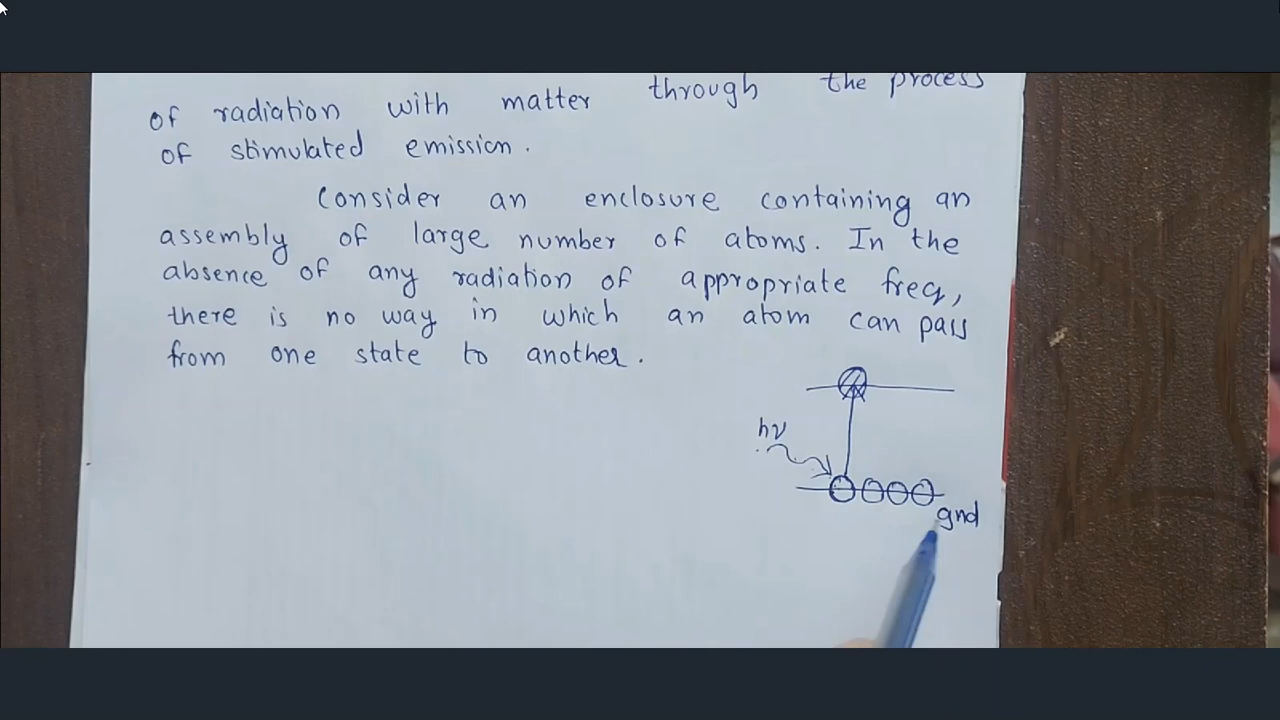 of radiation with matter through the process
of stimulated emission.
Consider an enclosure containing an
assembly of large number of atoms. In the
absence of any radiation of appropriate freq,
there is no way in which an atom can pass
from one state to another.
hν
gnd